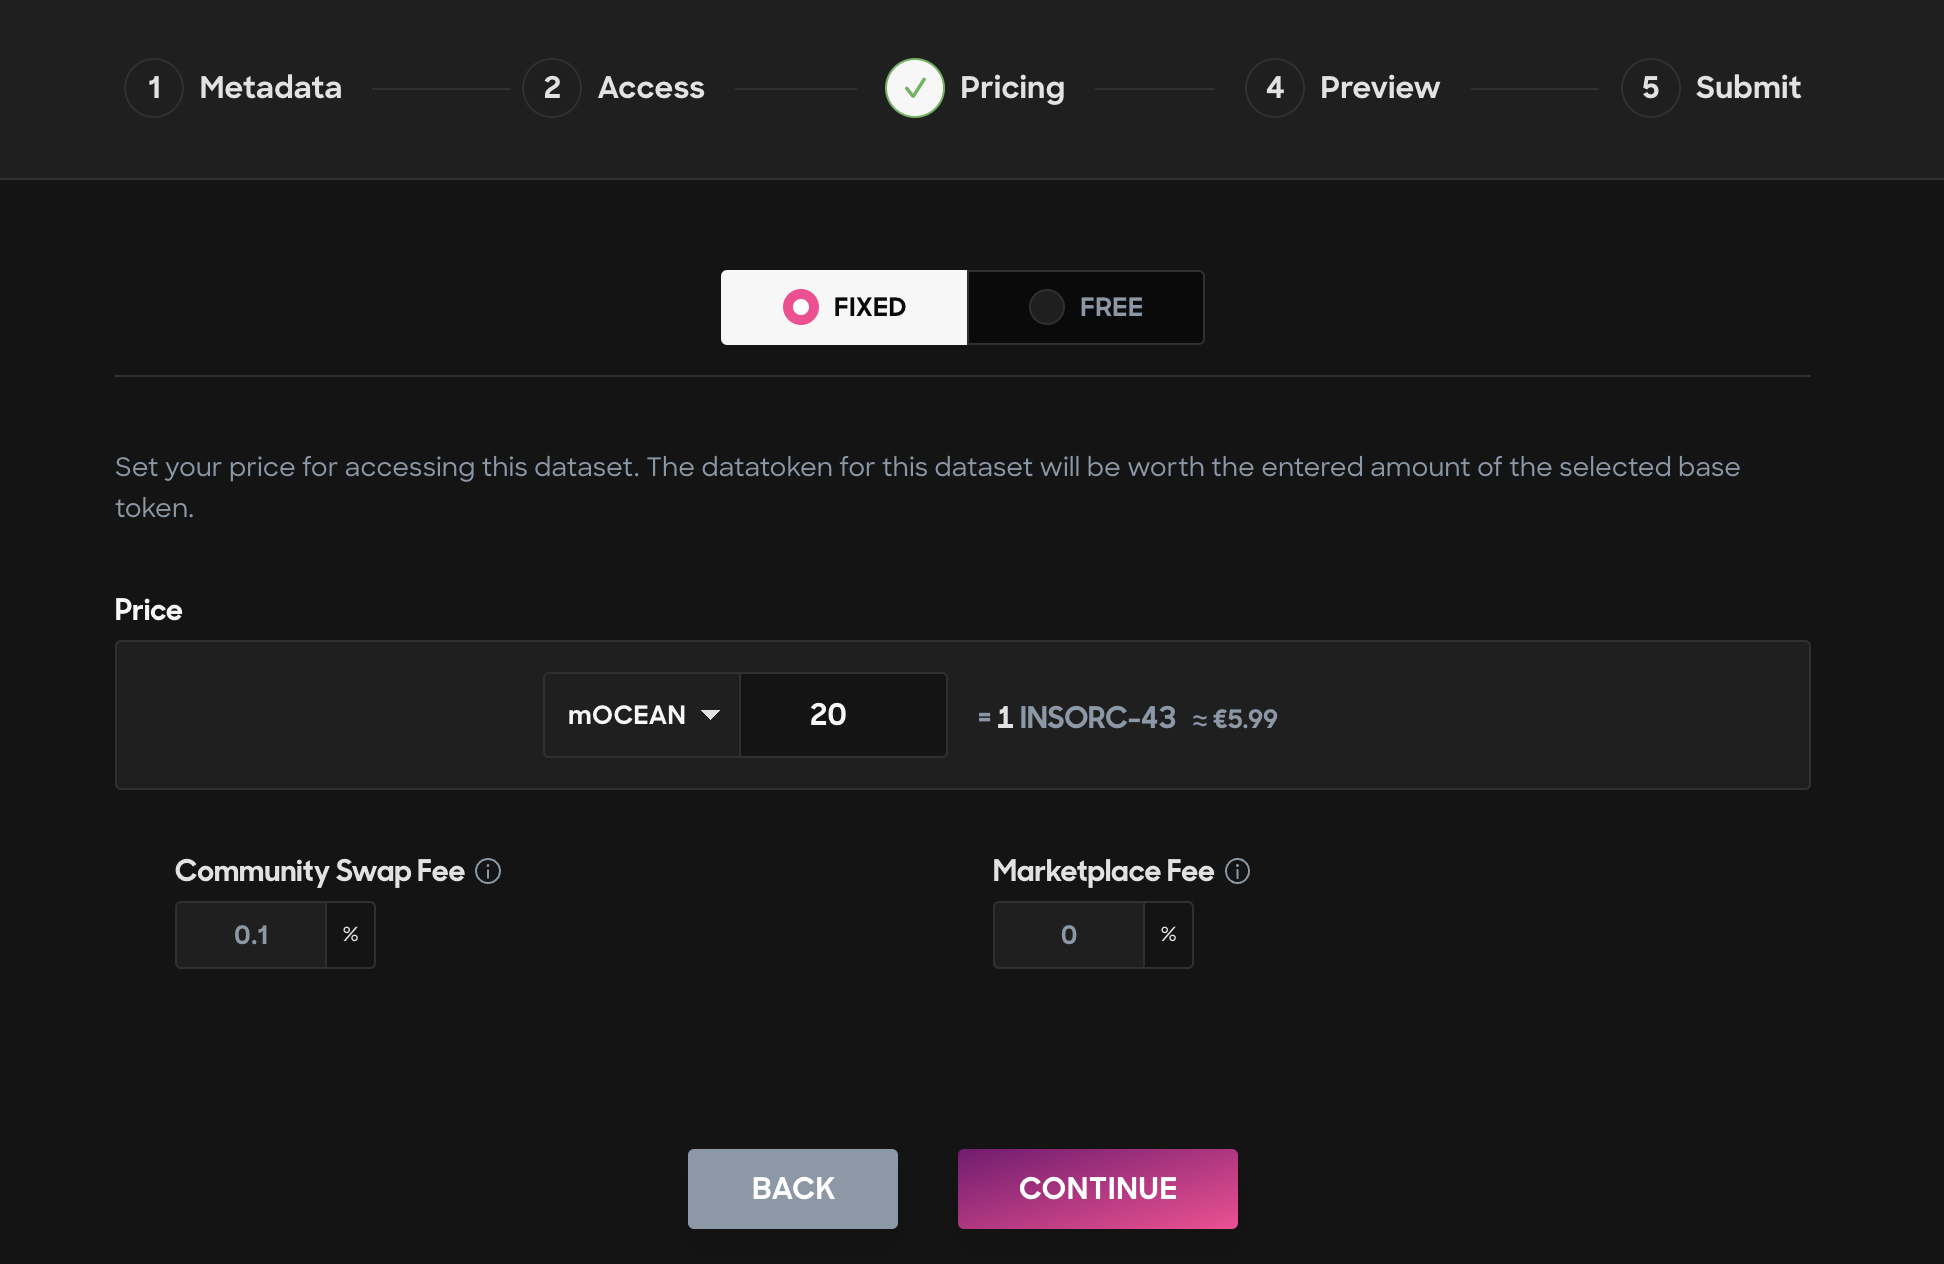 1 Metadata 2 Access Pricing 4 Preview 5 Submit
FIXED FREE
Set your price for accessing this dataset. The datatoken for this dataset will be worth the entered amount of the selected base
token.
Price
mOCEAN 20 = 1 INSORC-43 ≈ €5.99
Community Swap Fee Marketplace Fee
0.1 % 0 %
BACK CONTINUE